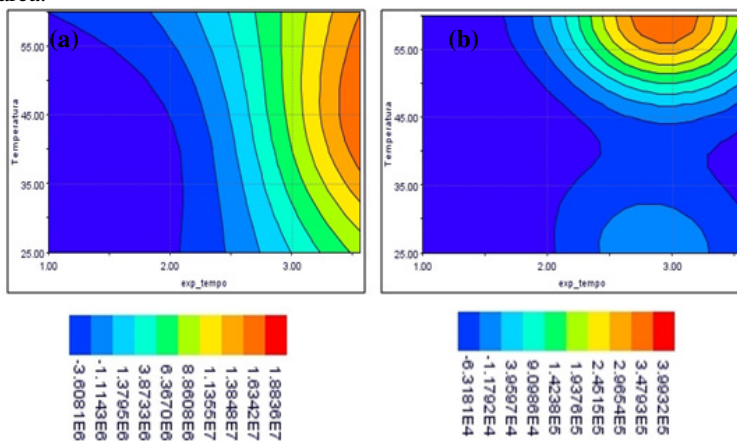 area.
(a)
55.00
45.00
35.00
25.00
Temperatura
1.00 2.00 3.00
exp_tempo
(b)
55.00
45.00
35.00
25.00
Temperatura
1.00 2.00 3.00
exp_tempo
-3.6081E6
-1.1143E6
1.3795E6
3.8733E6
6.3670E6
8.8608E6
1.1355E7
1.3848E7
1.6342E7
1.8836E7
-6.3181E4
-1.1792E4
3.9597E4
9.0986E4
1.4238E5
1.9376E5
2.4515E5
2.9654E5
3.4793E5
3.9932E5